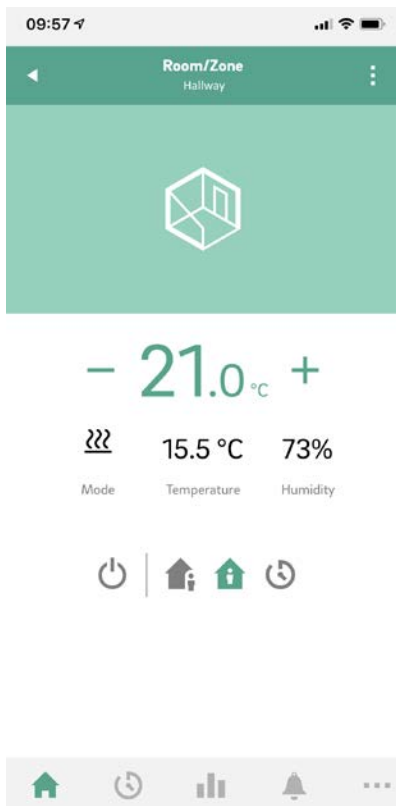 09:57
Room/Zone
Hallway
− 21.0 °C +
15.5 °C 73%
Mode Temperature Humidity